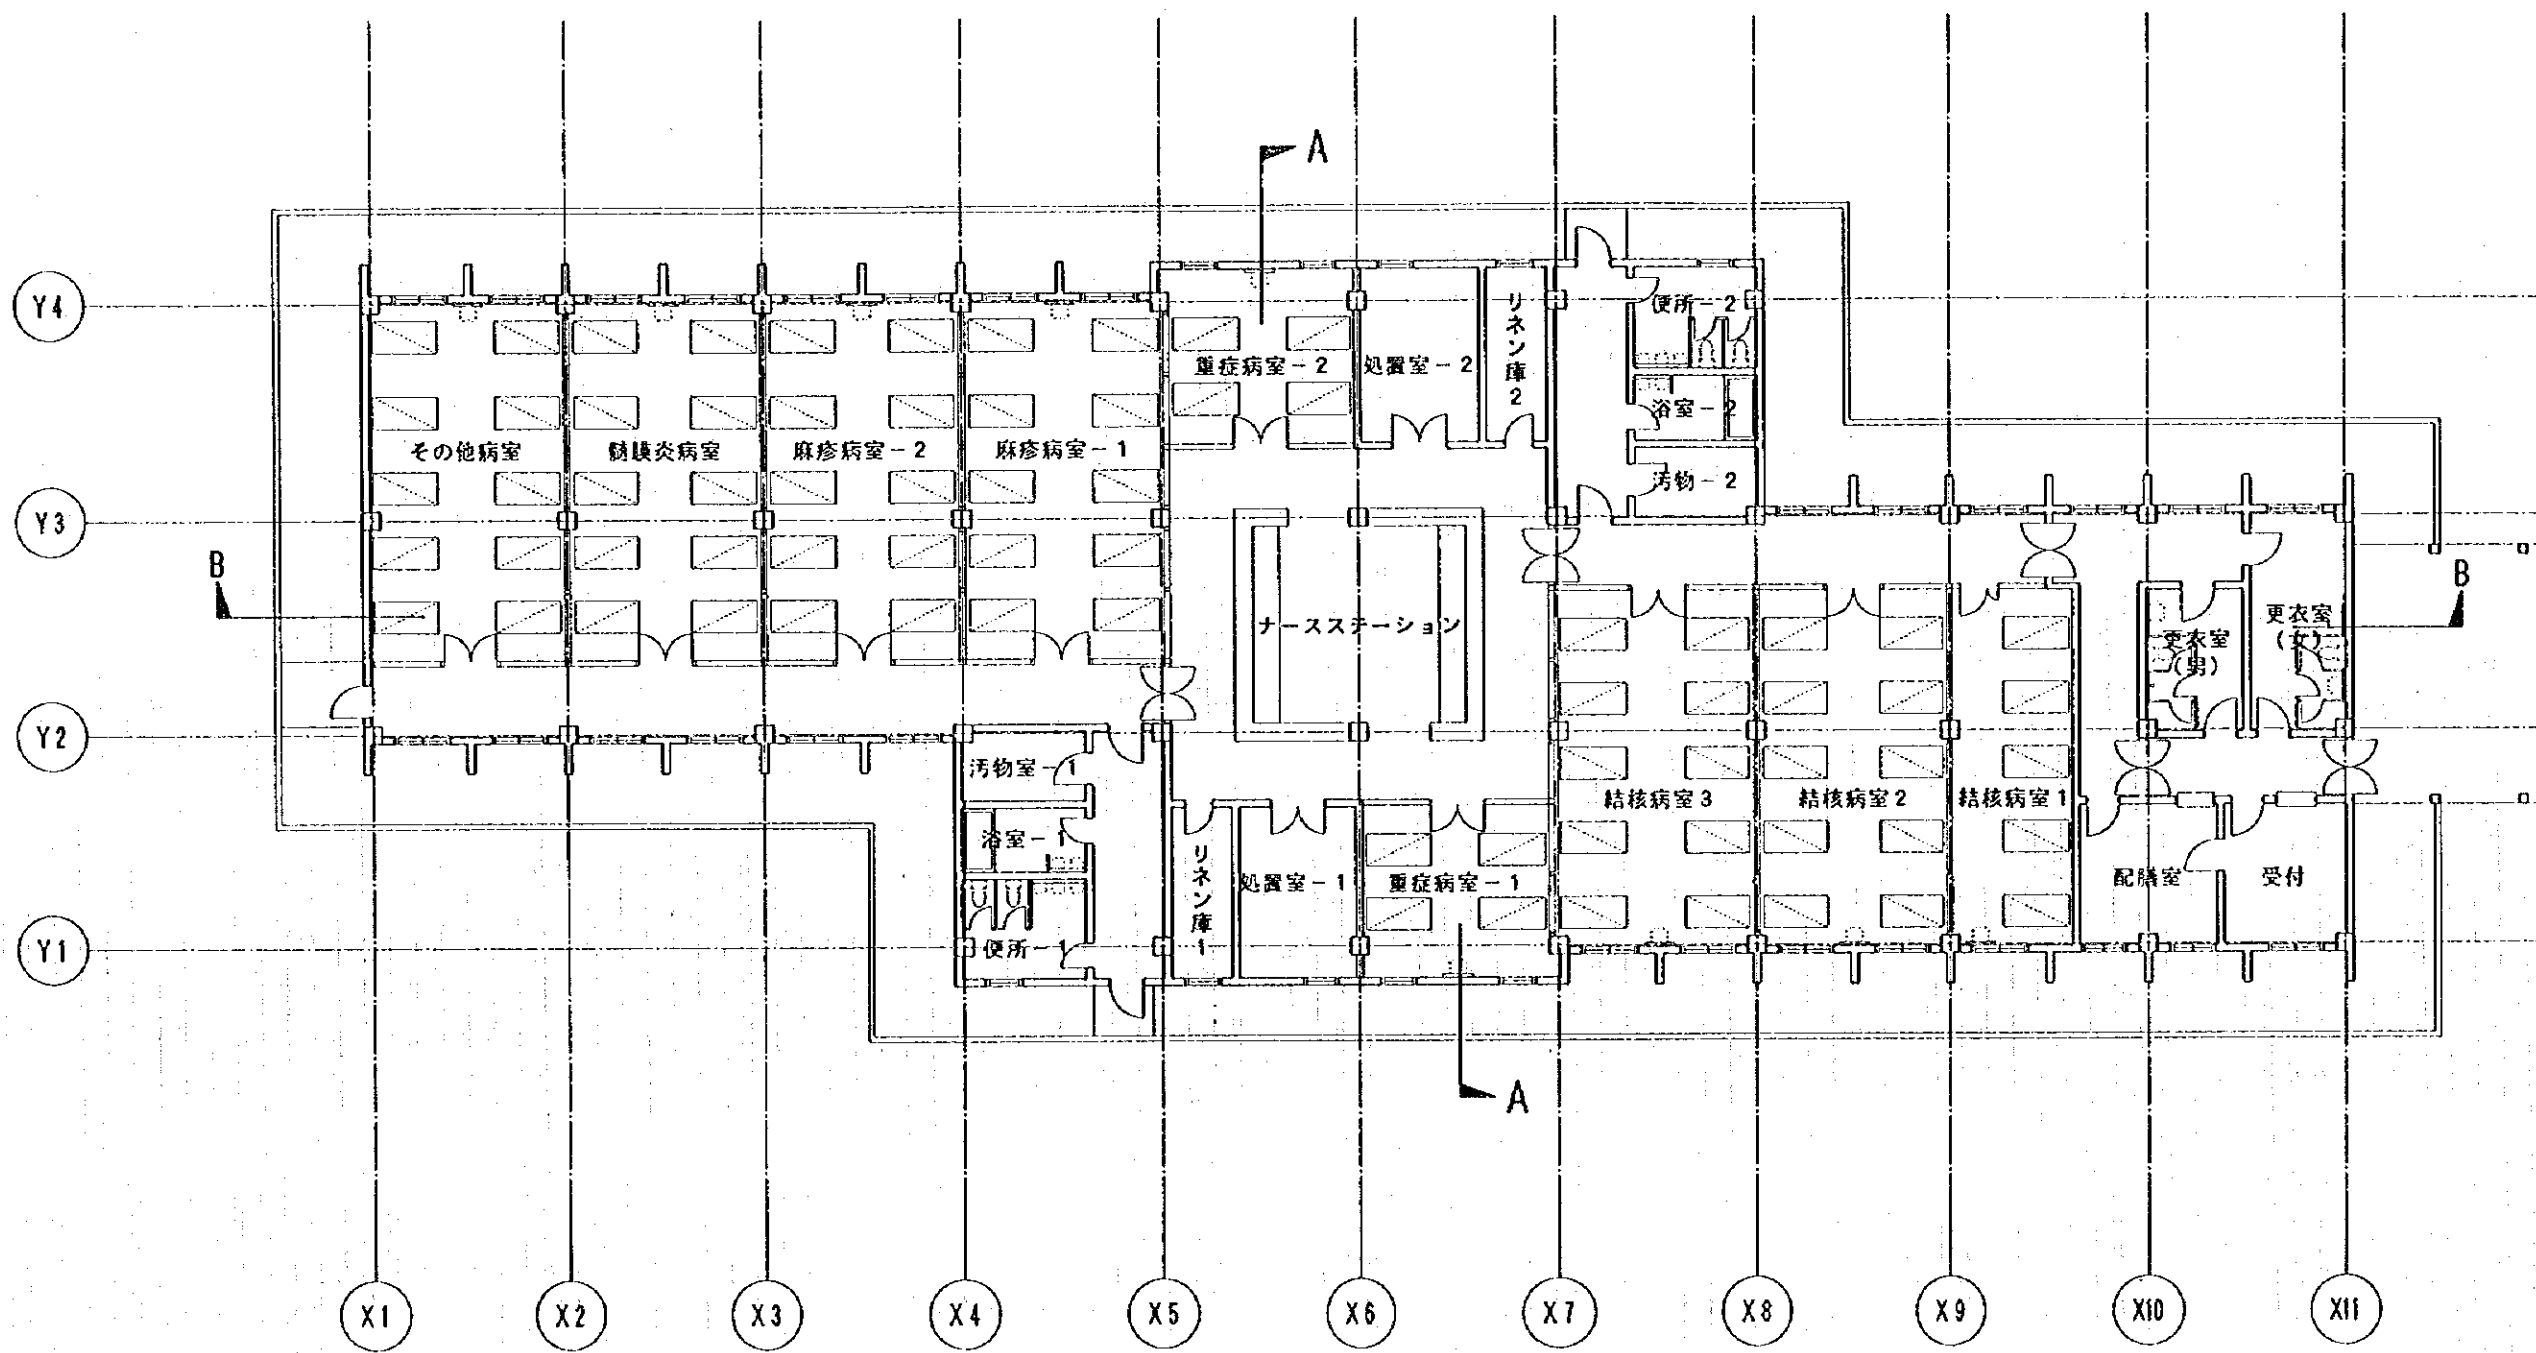 A
Y4
便所-2
リネン庫2
重症病室-2
処置室-2
浴室-2
その他病室
髄膜炎病室
麻疹病室-2
麻疹病室-1
汚物-2
Y3
B
B
ナースステーション
更衣室
(女)
更衣室
(男)
Y2
汚物室-1
結核病室3
結核病室2
結核病室1
浴室-1
リネン庫1
処置室-1
重症病室-1
配膳室
受付
Y1
便所-1
A
X1
X2
X3
X4
X5
X6
X7
X8
X9
X10
X11